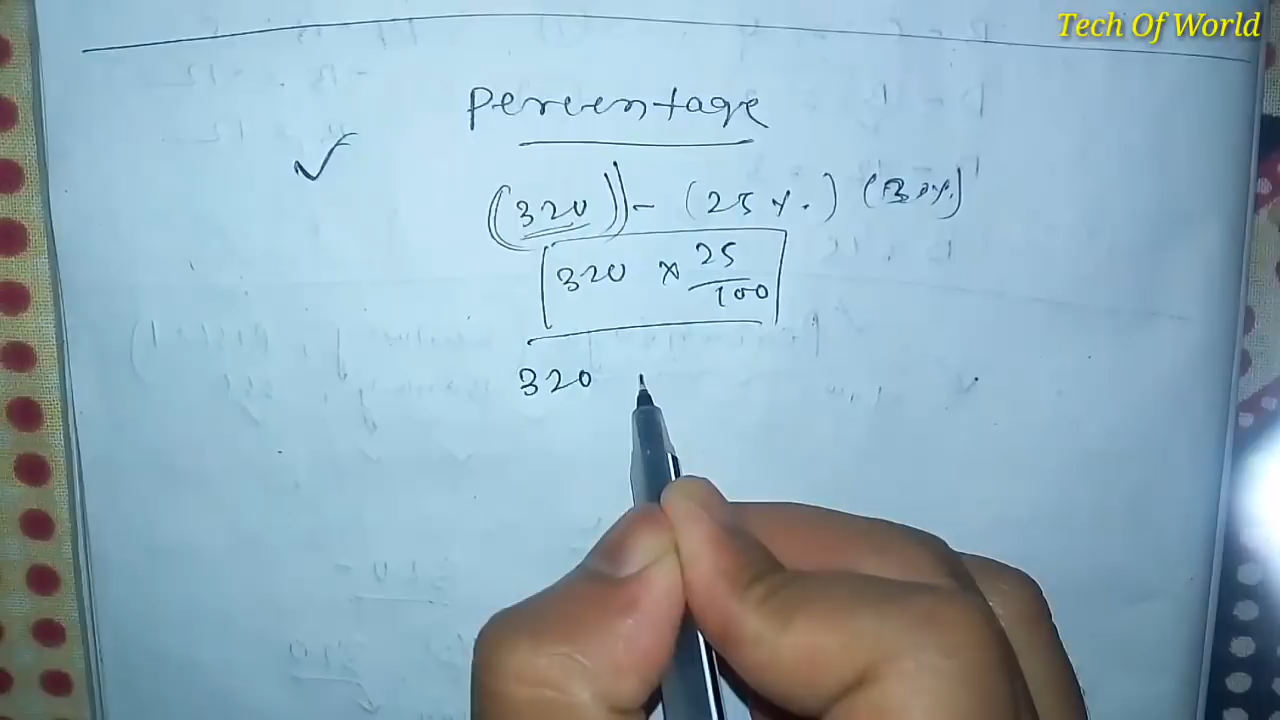 Tech Of World
Percentage
(320)) - (25%.) (30%.)
320 × 25/100
320